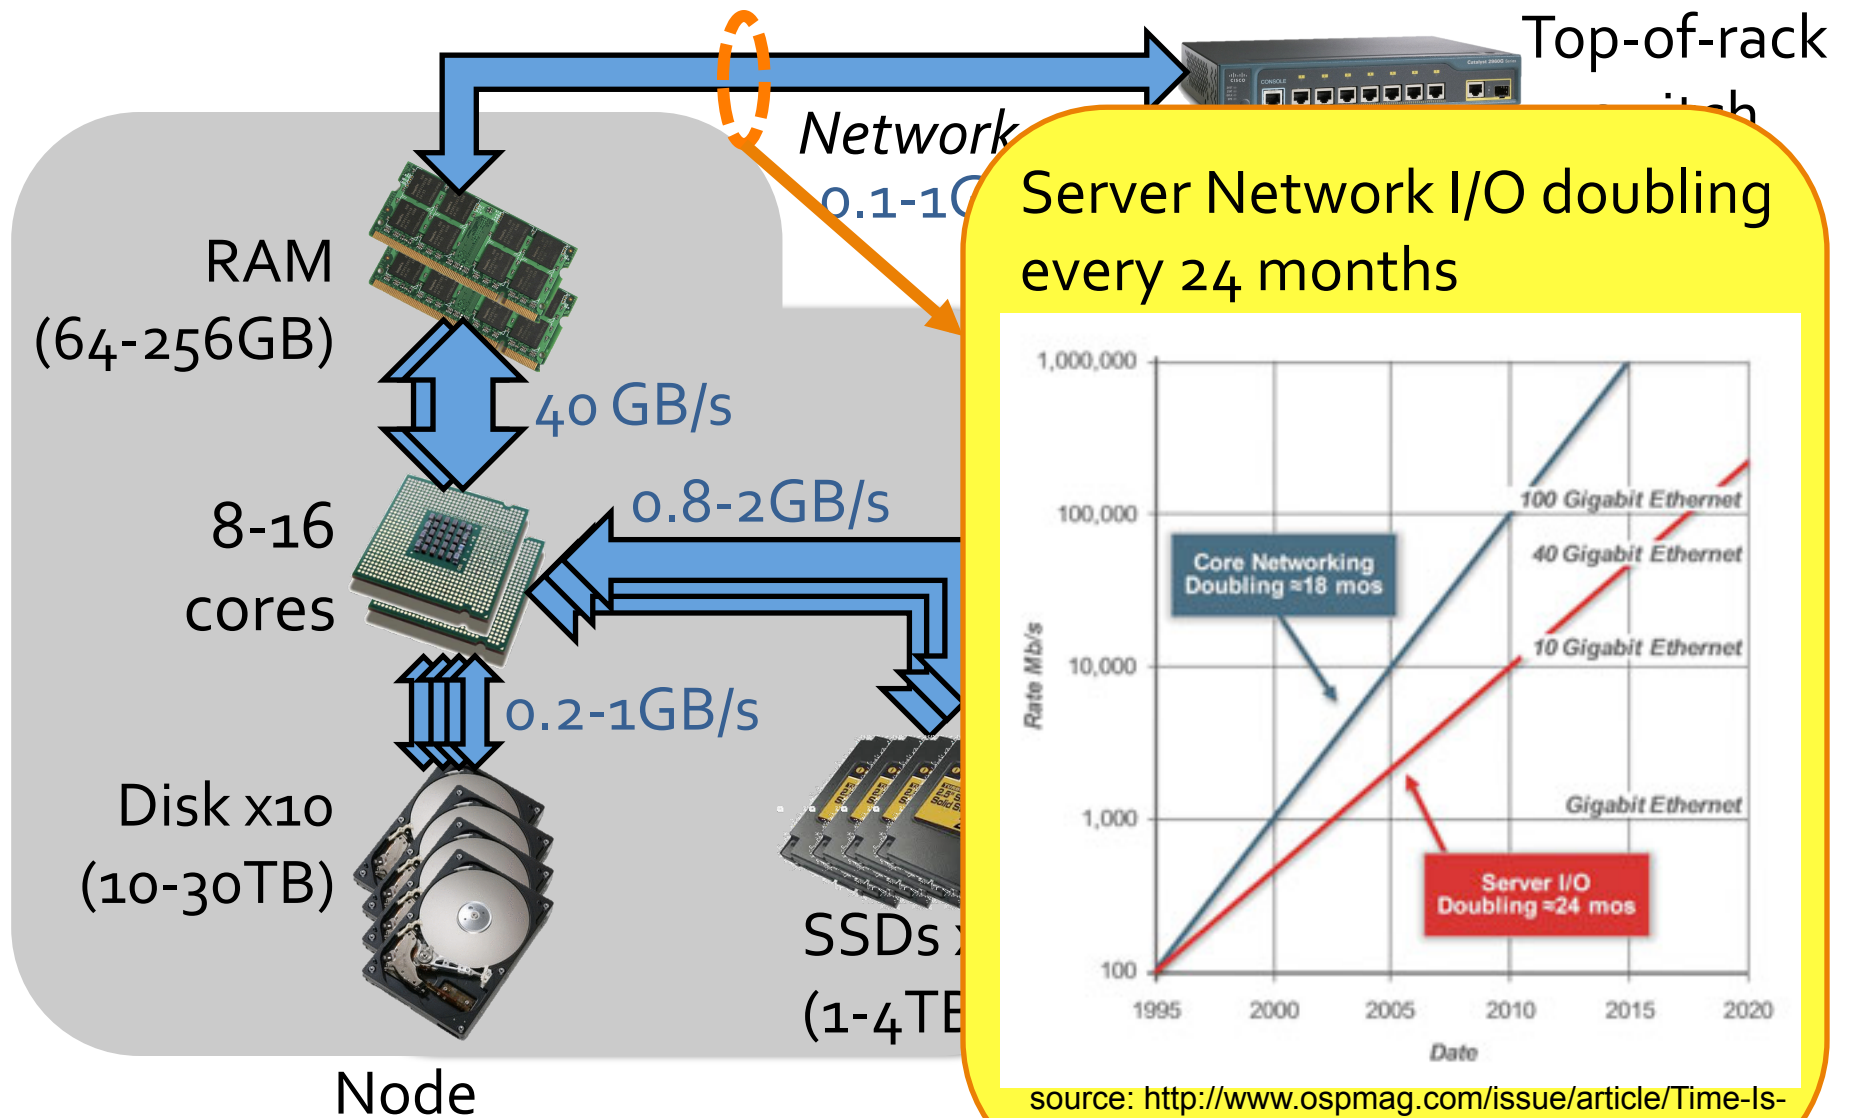 Top-of-rack
switch
Network
0.1-1G
RAM
(64-256GB)
40 GB/s
8-16
cores
0.8-2GB/s
0.2-1GB/s
Disk x10
(10-30TB)
SSDs x
(1-4TB
Node
CONSOLE
Server Network I/O doubling
every 24 months
1,000,000
100,000
10,000
1,000
100
Rate Mb/s
100 Gigabit Ethernet
40 Gigabit Ethernet
10 Gigabit Ethernet
Gigabit Ethernet
Core Networking
Doubling ≈18 mos
Server I/O
Doubling ≈24 mos
1995
2000
2005
2010
2015
2020
Date
source: http://www.ospmag.com/issue/article/Time-Is-